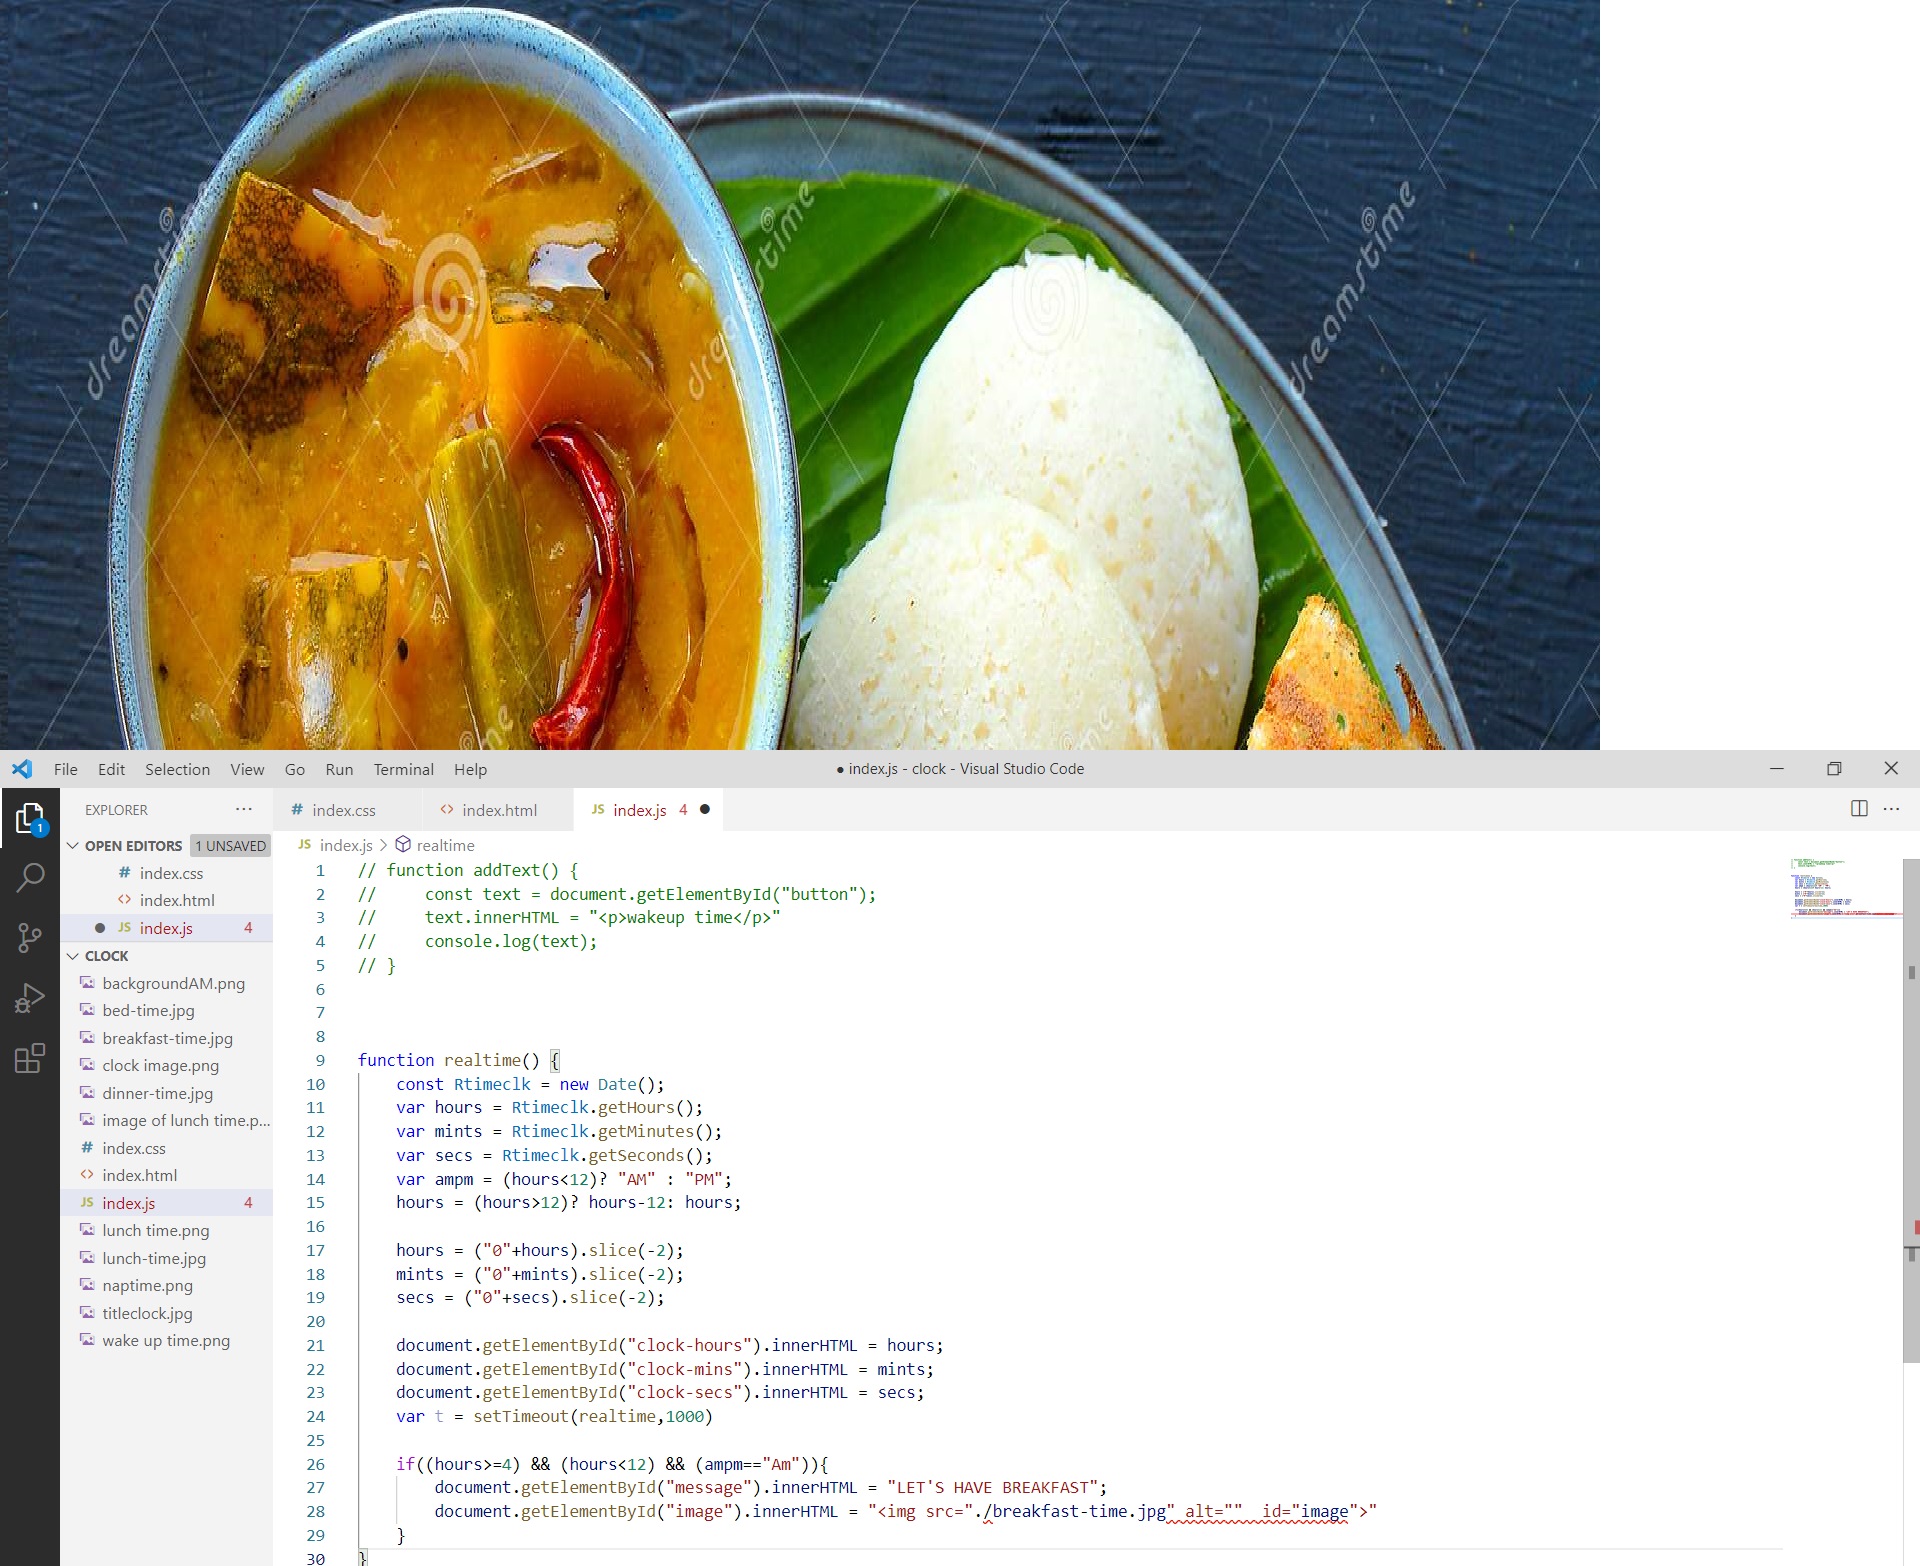 dreamstime
dreamstime
dreamstime
me
me
File Edit Selection View Go Run Terminal Help
● index.js - clock - Visual Studio Code
EXPLORER ···
# index.css
<> index.html
JS index.js 4 ●
OPEN EDITORS 1 UNSAVED
JS index.js > realtime
# index.css
<> index.html
● JS index.js 4
CLOCK
backgroundAM.png
bed-time.jpg
breakfast-time.jpg
clock image.png
dinner-time.jpg
image of lunch time.p...
# index.css
<> index.html
JS index.js 4
lunch time.png
lunch-time.jpg
naptime.png
titleclock.jpg
wake up time.png
1
1 // function addText() {
2 //     const text = document.getElementById("button");
3 //     text.innerHTML = "<p>wakeup time</p>"
4 //     console.log(text);
5 // }
6
7
8
9 function realtime() {
10     const Rtimeclk = new Date();
11     var hours = Rtimeclk.getHours();
12     var mints = Rtimeclk.getMinutes();
13     var secs = Rtimeclk.getSeconds();
14     var ampm = (hours<12)? "AM" : "PM";
15     hours = (hours>12)? hours-12: hours;
16
17     hours = ("0"+hours).slice(-2);
18     mints = ("0"+mints).slice(-2);
19     secs = ("0"+secs).slice(-2);
20
21     document.getElementById("clock-hours").innerHTML = hours;
22     document.getElementById("clock-mins").innerHTML = mints;
23     document.getElementById("clock-secs").innerHTML = secs;
24     var t = setTimeout(realtime,1000)
25
26     if((hours>=4) && (hours<12) && (ampm=="Am")){
27         document.getElementById("message").innerHTML = "LET'S HAVE BREAKFAST";
28         document.getElementById("image").innerHTML = "<img src="./breakfast-time.jpg" alt=""  id="image">"
29     }
30 }